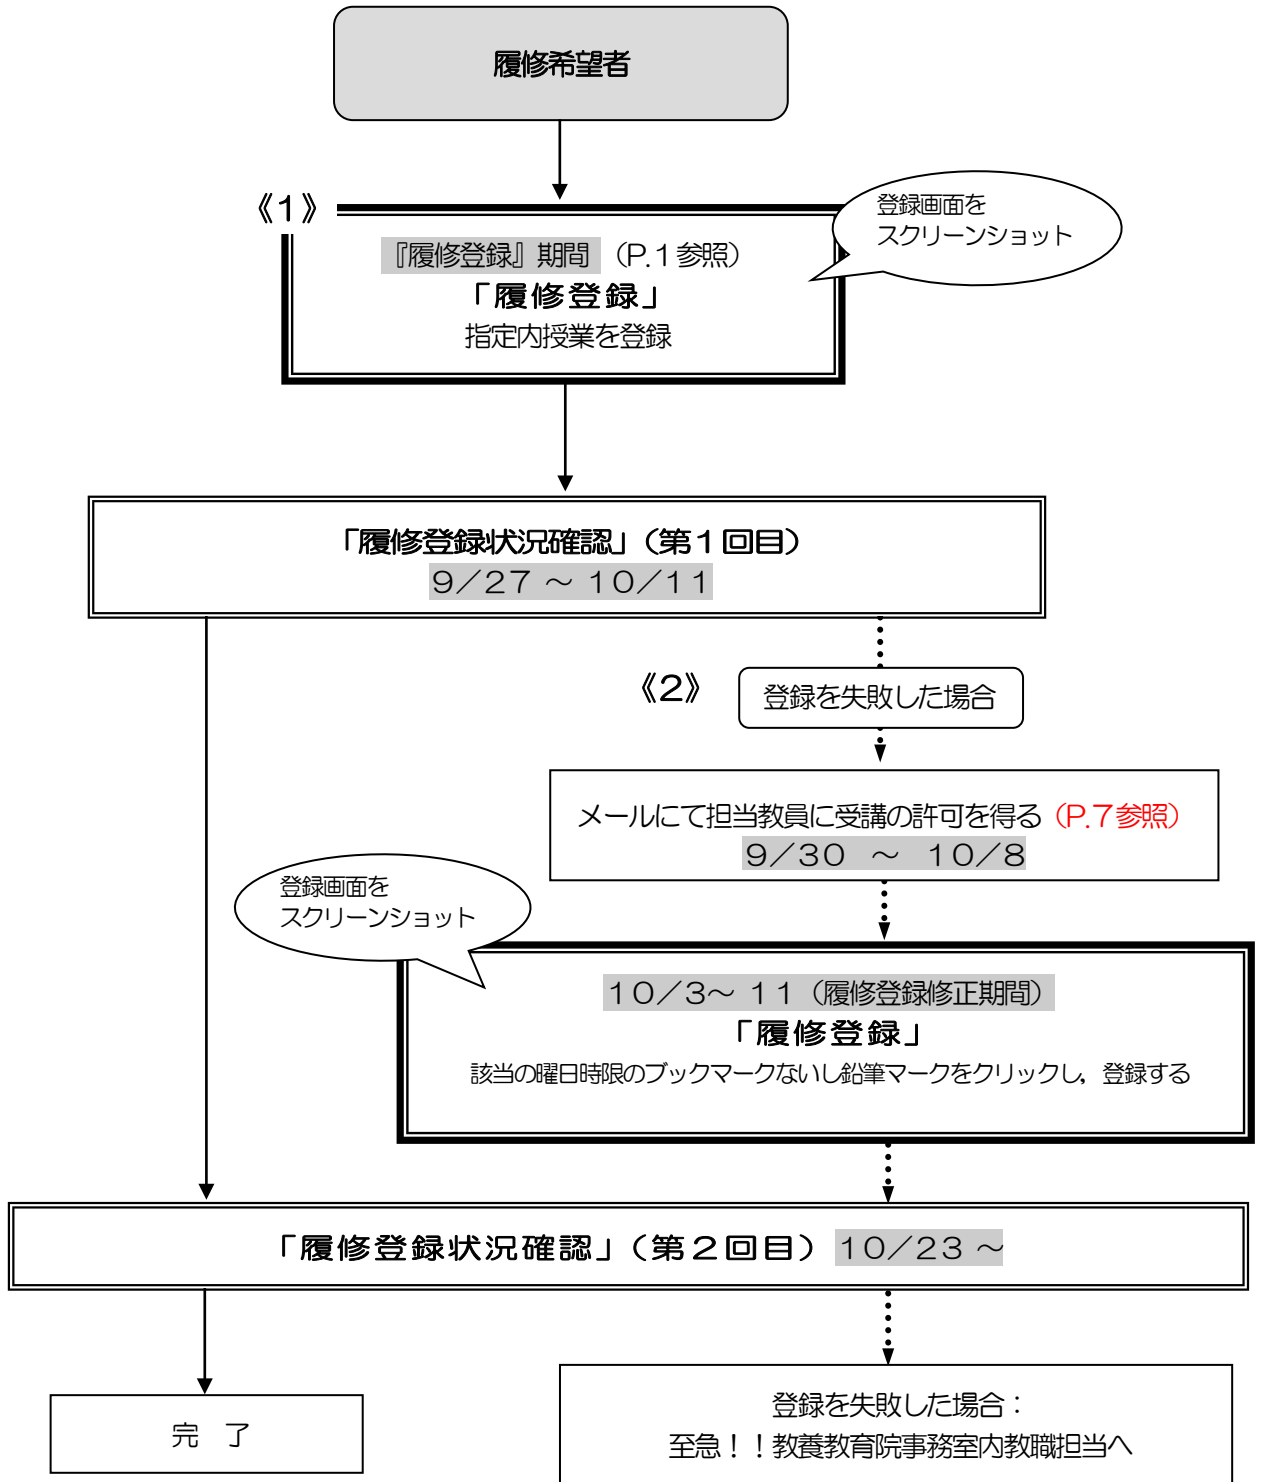 履修希望者
《1》
登録画面を
スクリーンショット
『履修登録』期間 （P.１参照）
「履修登録」
指定内授業を登録
「履修登録状況確認」（第１回目）
９／２７ ～ １０／１１
《2》
登録を失敗した場合
メールにて担当教員に受講の許可を得る（P.７参照）
９／３０ ～ １０／８
登録画面を
スクリーンショット
１０／３～ １１（履修登録修正期間）
「履修登録」
該当の曜日時限のブックマークないし鉛筆マークをクリックし，登録する
「履修登録状況確認」（第２回目） １０／２３ ～
完 了
登録を失敗した場合：
至急！！教養教育院事務室内教職担当へ